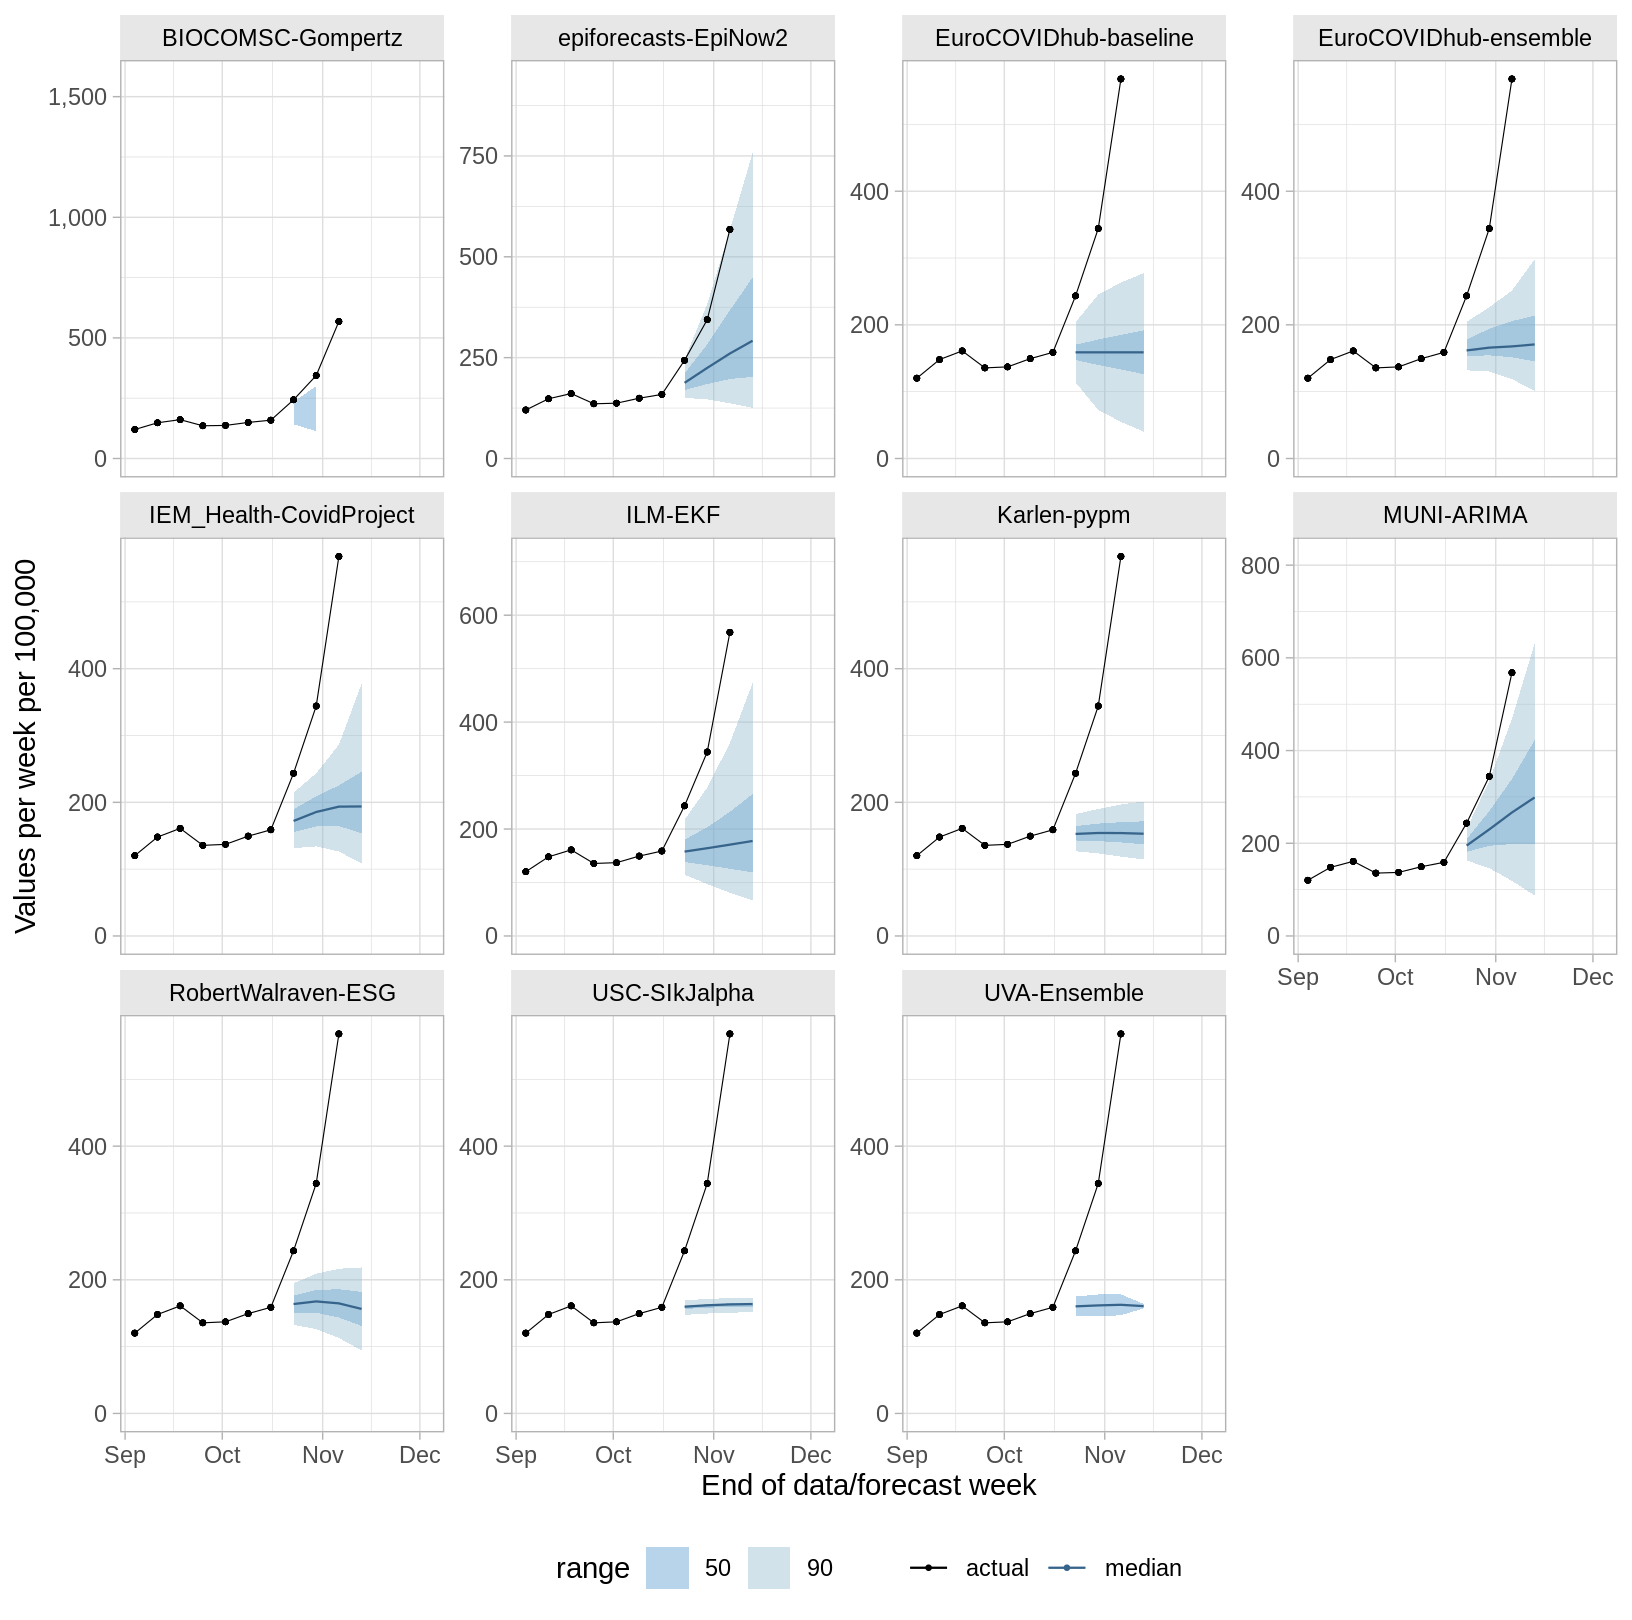 BIOCOMSC-Gompertz
epiforecasts-EpiNow2
EuroCOVIDhub-baseline
EuroCOVIDhub-ensemble
1,500
1,000
500
0
750
500
250
0
400
200
0
400
200
0
IEM_Health-CovidProject
ILM-EKF
Karlen-pypm
MUNI-ARIMA
400
200
0
600
400
200
0
400
200
0
800
600
400
200
0
Sep Oct Nov Dec
RobertWalraven-ESG
USC-SIkJalpha
UVA-Ensemble
400
200
0
400
200
0
400
200
0
Sep Oct Nov Dec
Sep Oct Nov Dec
Sep Oct Nov Dec
Values per week per 100,000
End of data/forecast week
range 50 90 actual median